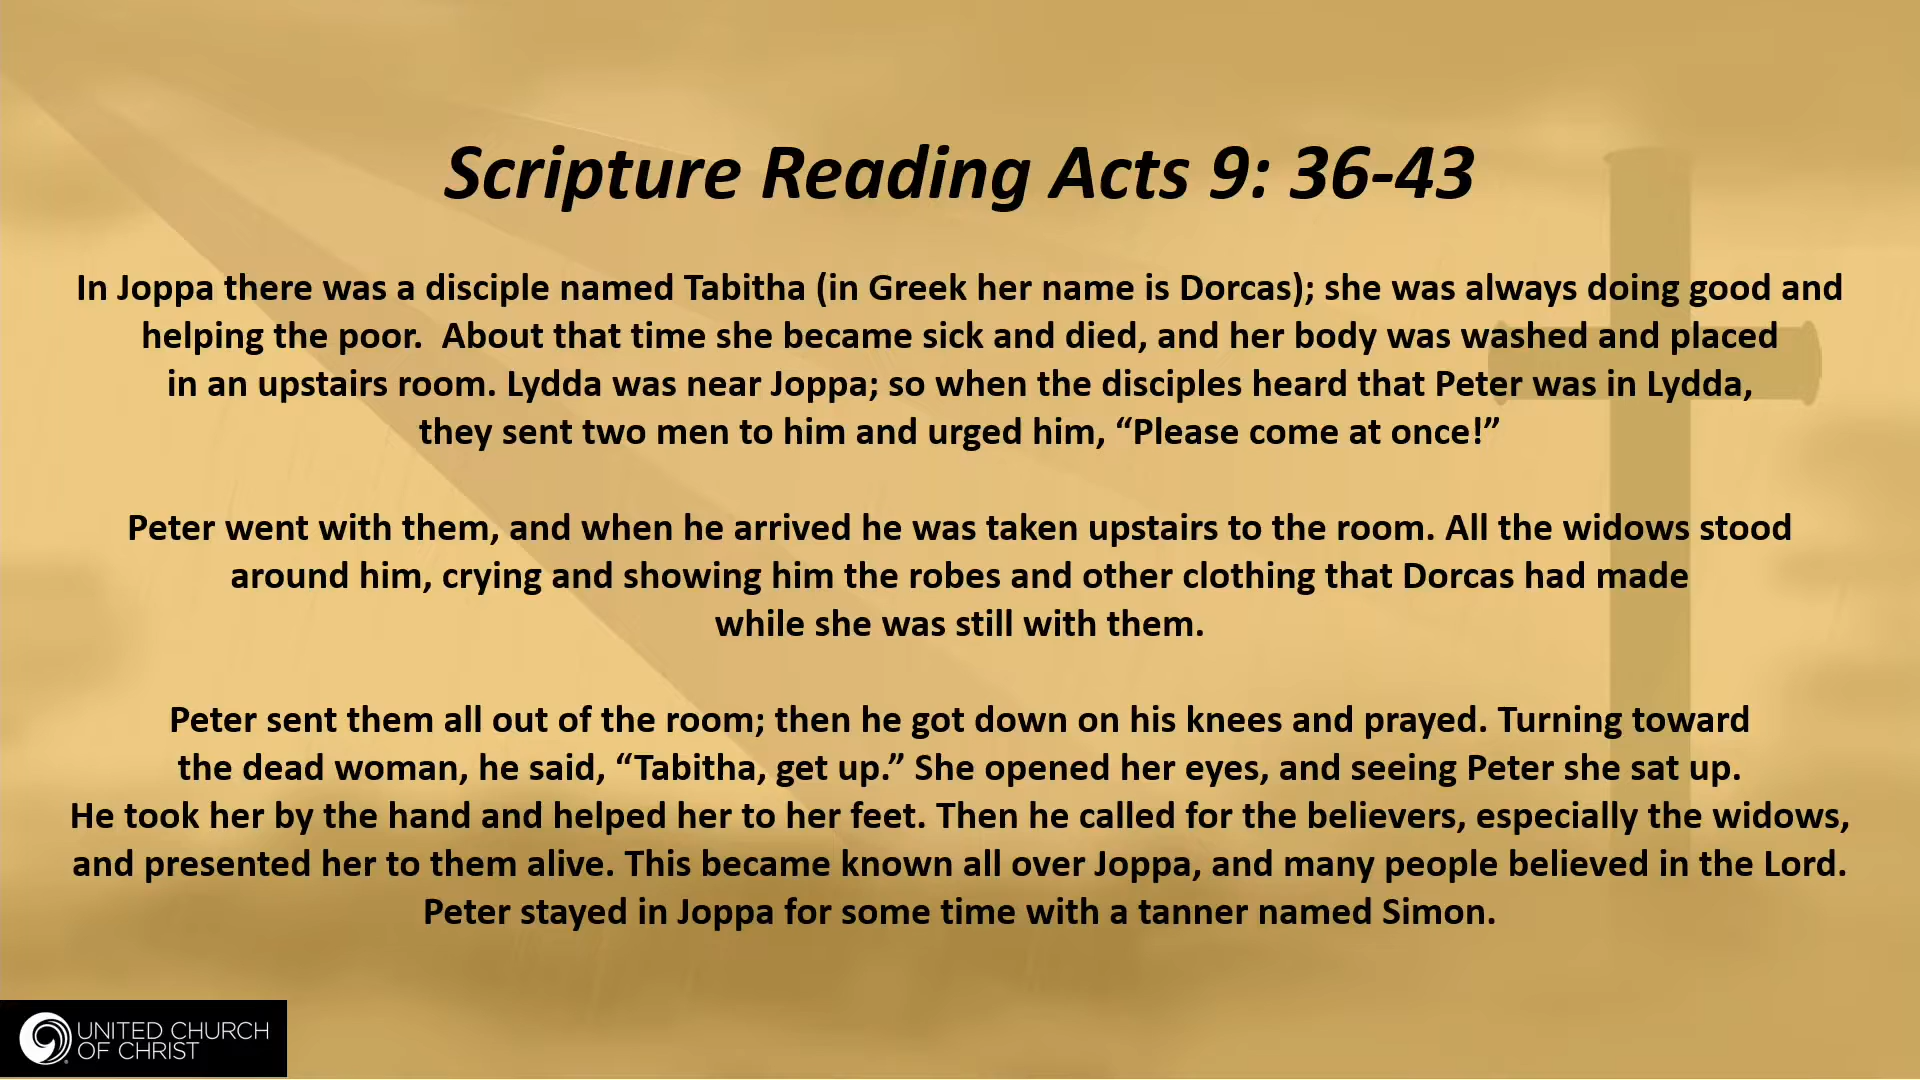 Scripture Reading Acts 9: 36-43
In Joppa there was a disciple named Tabitha (in Greek her name is Dorcas); she was always doing good and
helping the poor.  About that time she became sick and died, and her body was washed and placed
in an upstairs room. Lydda was near Joppa; so when the disciples heard that Peter was in Lydda,
they sent two men to him and urged him, “Please come at once!”
Peter went with them, and when he arrived he was taken upstairs to the room. All the widows stood
around him, crying and showing him the robes and other clothing that Dorcas had made
while she was still with them.
Peter sent them all out of the room; then he got down on his knees and prayed. Turning toward
the dead woman, he said, “Tabitha, get up.” She opened her eyes, and seeing Peter she sat up.
He took her by the hand and helped her to her feet. Then he called for the believers, especially the widows,
and presented her to them alive. This became known all over Joppa, and many people believed in the Lord.
Peter stayed in Joppa for some time with a tanner named Simon.
UNITED CHURCH
OF CHRIST